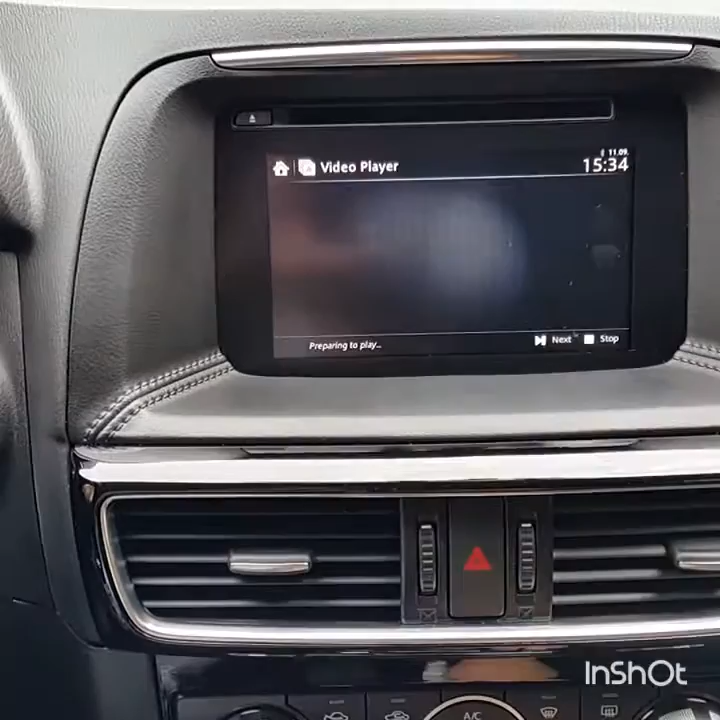 11.09.
Video Player
15:34
Preparing to play...
Next
Stop
A/C
InShOt